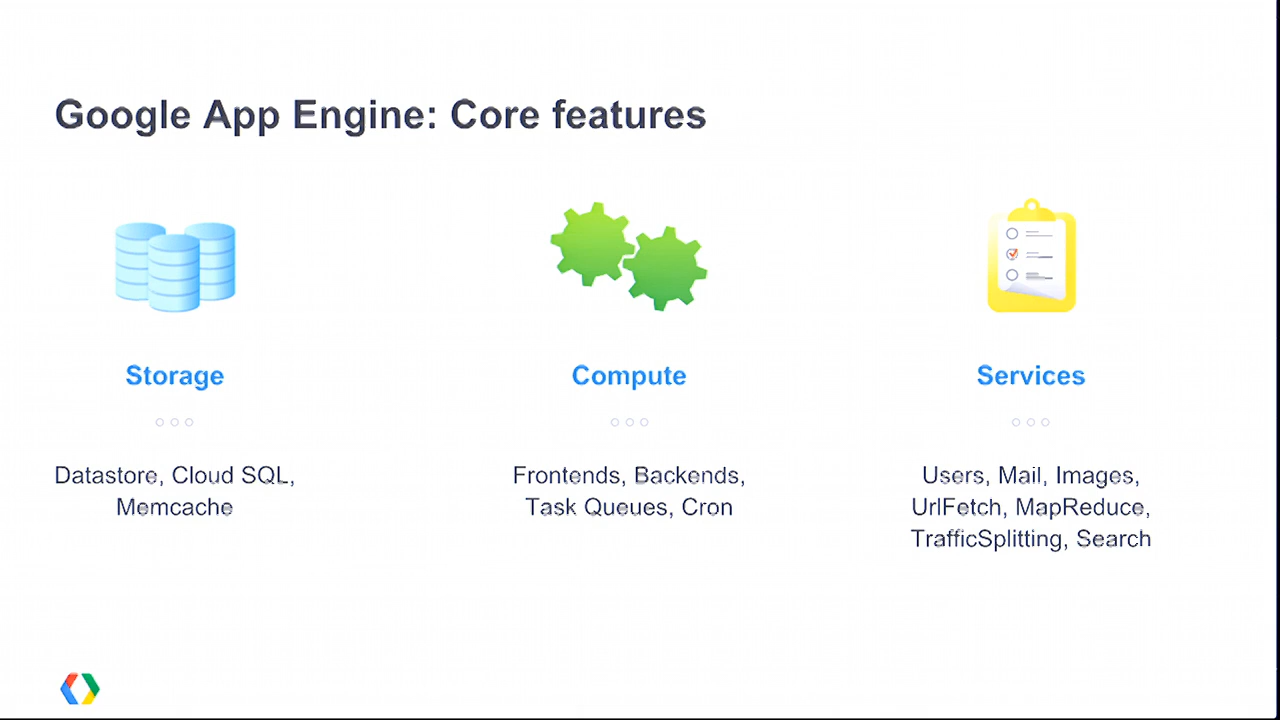 Google App Engine: Core features
Storage
Datastore, Cloud SQL,
Memcache
Compute
Frontends, Backends,
Task Queues, Cron
Services
Users, Mail, Images,
UrlFetch, MapReduce,
TrafficSplitting, Search